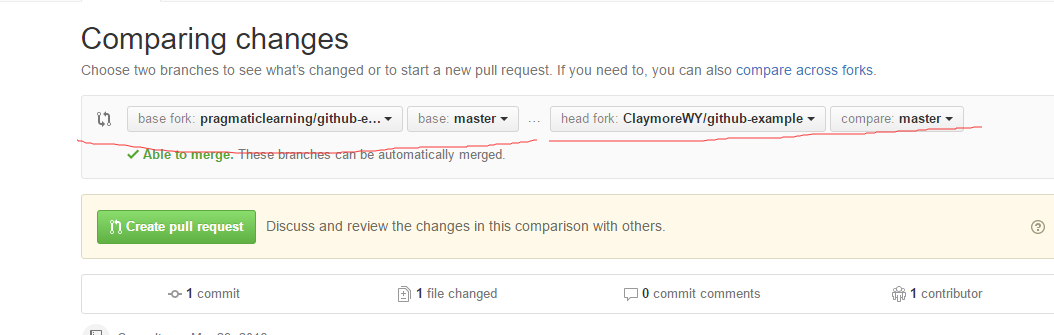 Comparing changes
Choose two branches to see what's changed or to start a new pull request. If you need to, you can also compare across forks.
base fork: pragmaticlearning/github-e... base: master ... head fork: ClaymoreWY/github-example compare: master
Able to merge. These branches can be automatically merged.
Create pull request Discuss and review the changes in this comparison with others.
1 commit 1 file changed 0 commit comments 1 contributor